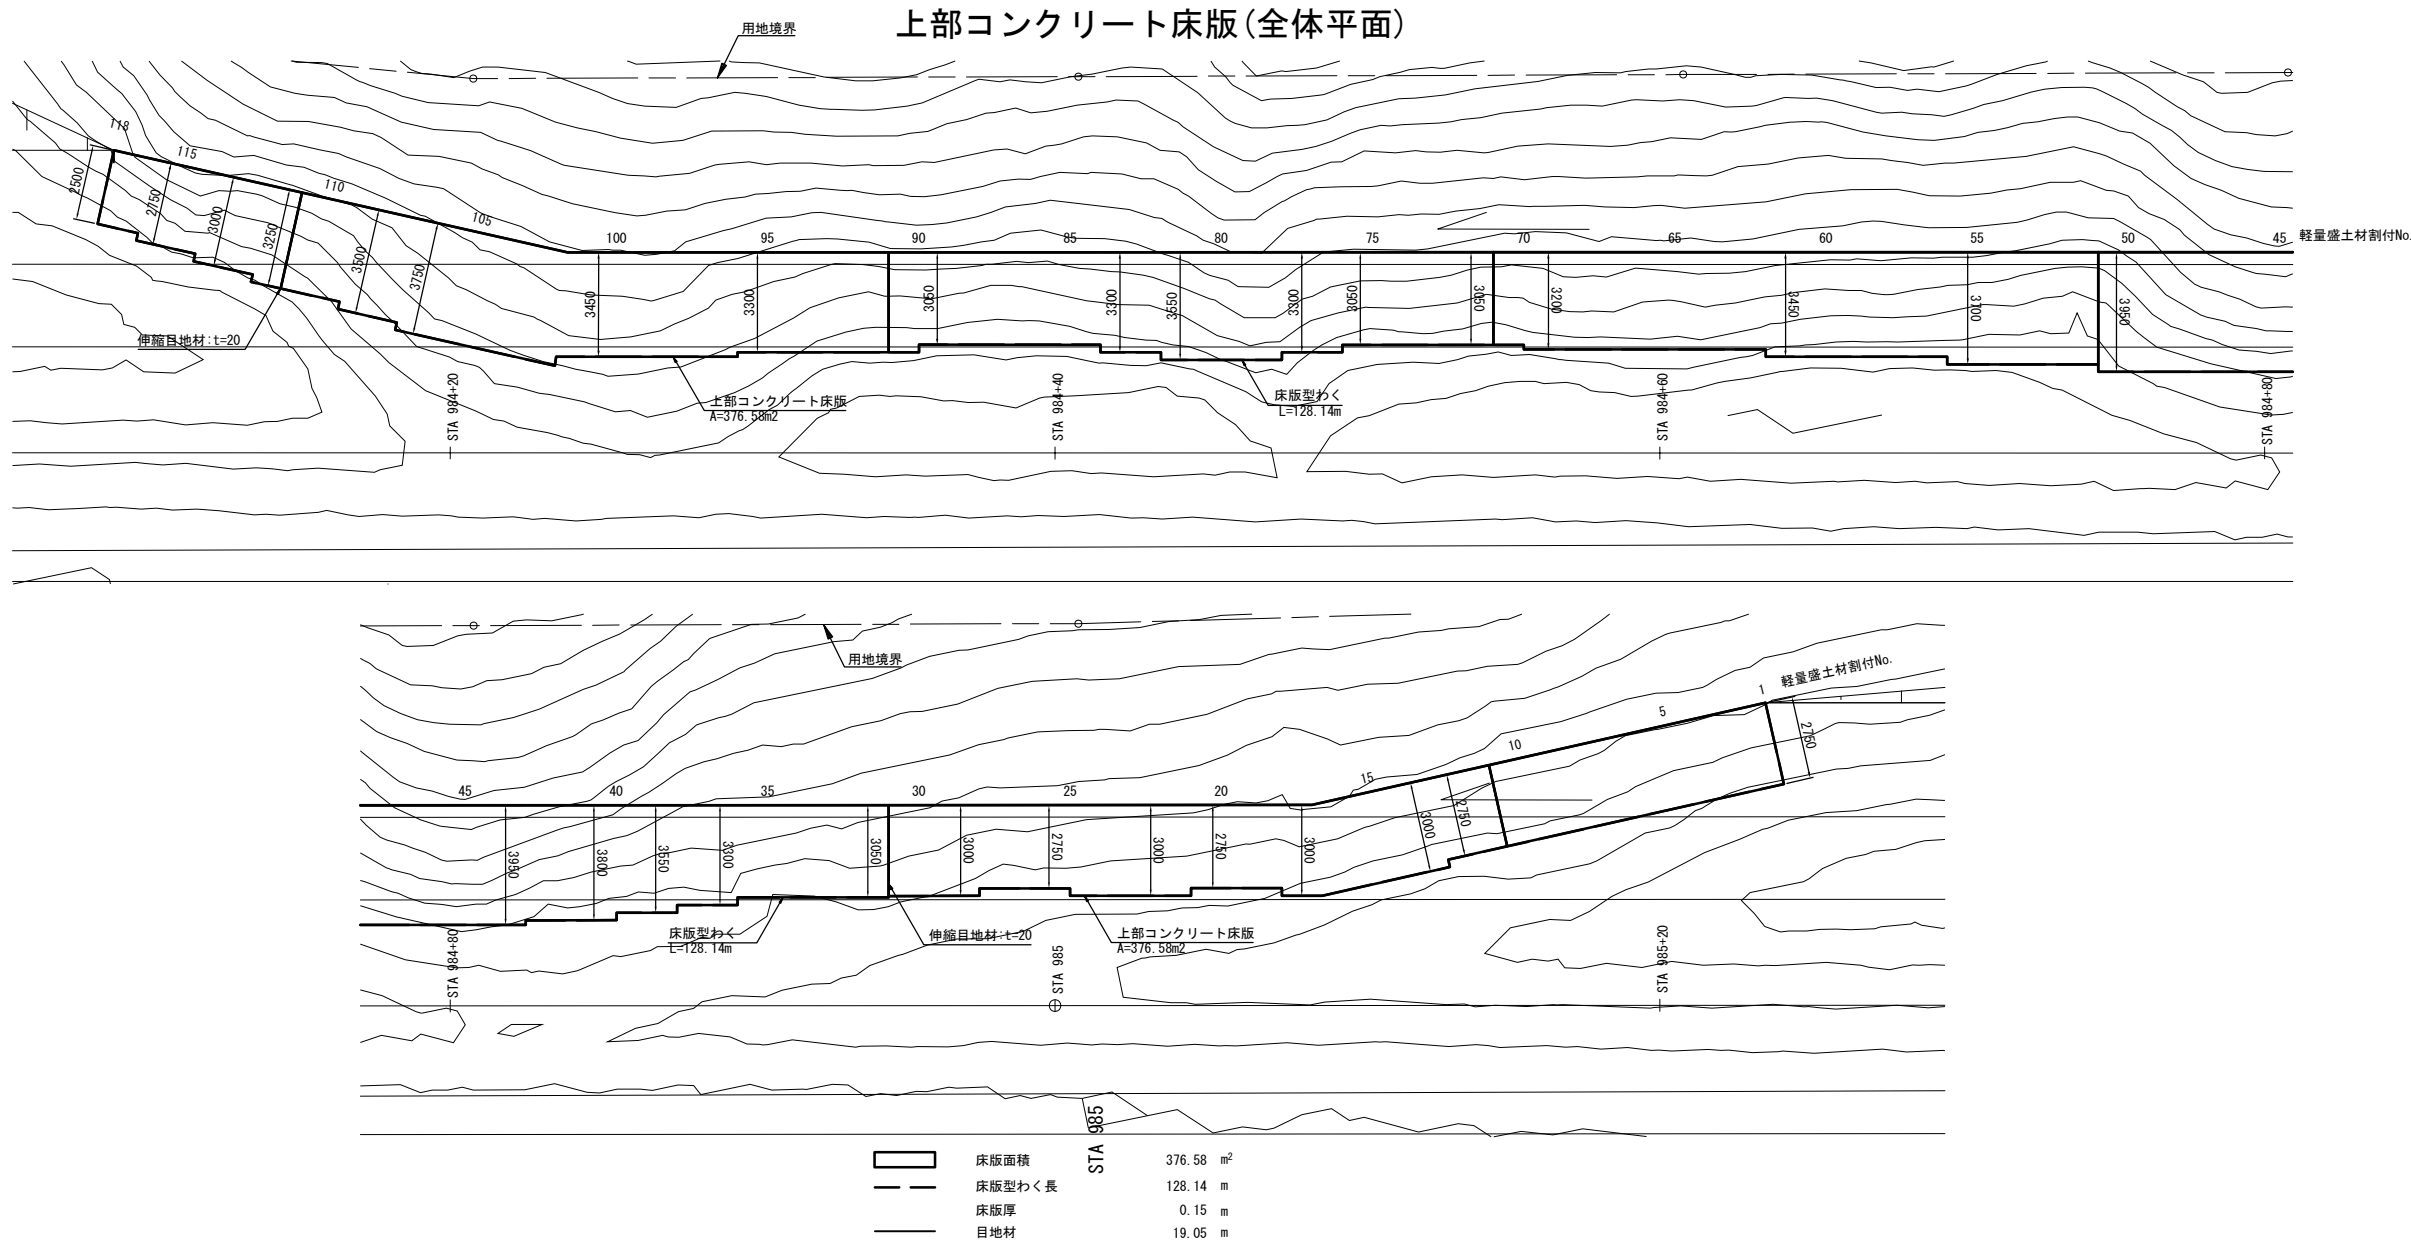 上部コンクリート床版(全体平面)
用地境界
118
115
110
105
100
95
90
85
80
75
70
65
60
55
50
45
軽量盛土材割付No.
2500
2750
3000
3250
3500
3750
3450
3300
3050
3300
3550
3300
3050
3050
3200
3450
3700
3950
伸縮目地材:t=20
上部コンクリート床版
A=376.58m2
床版型わく
L=128.14m
STA 984+20
STA 984+40
STA 984+60
STA 984+80
用地境界
軽量盛土材割付No.
45
40
35
30
25
20
15
10
5
1
3950
3800
3550
3300
3050
3000
2750
3000
2750
3000
3000
2750
2750
床版型わく
L=128.14m
伸縮目地材:t=20
上部コンクリート床版
A=376.58m2
STA 984+80
STA 985
STA 985+20
STA 985
床版面積 376.58 m²
床版型わく長 128.14 m
床版厚 0.15 m
目地材 19.05 m